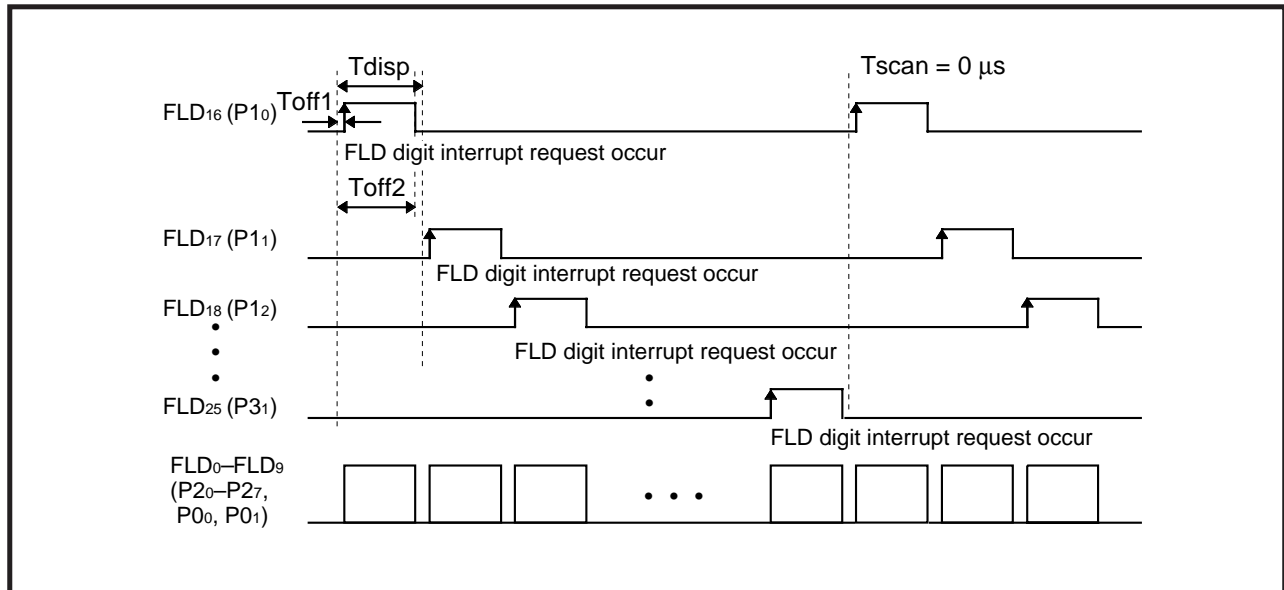 Tdisp
Tscan = 0 μs
Toff1
FLD16 (P10)
FLD digit interrupt request occur
Toff2
FLD17 (P11)
FLD digit interrupt request occur
FLD18 (P12)
FLD digit interrupt request occur
FLD25 (P31)
FLD digit interrupt request occur
FLD0–FLD9
(P20–P27,
P00, P01)